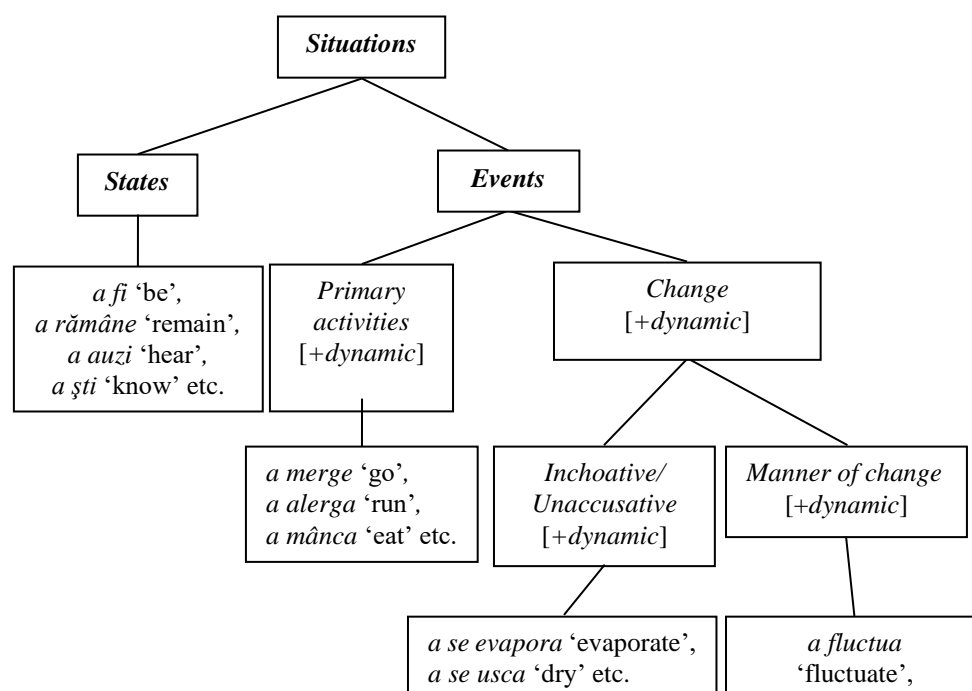 Situations
States
Events
a fi ‘be’,
a rămâne ‘remain’,
a auzi ‘hear’,
a şti ‘know’ etc.
Primary
activities
[+dynamic]
Change
[+dynamic]
a merge ‘go’,
a alerga ‘run’,
a mânca ‘eat’ etc.
Inchoative/
Unaccusative
[+dynamic]
Manner of change
[+dynamic]
a se evapora ‘evaporate’,
a se usca ‘dry’ etc.
a fluctua
‘fluctuate’,